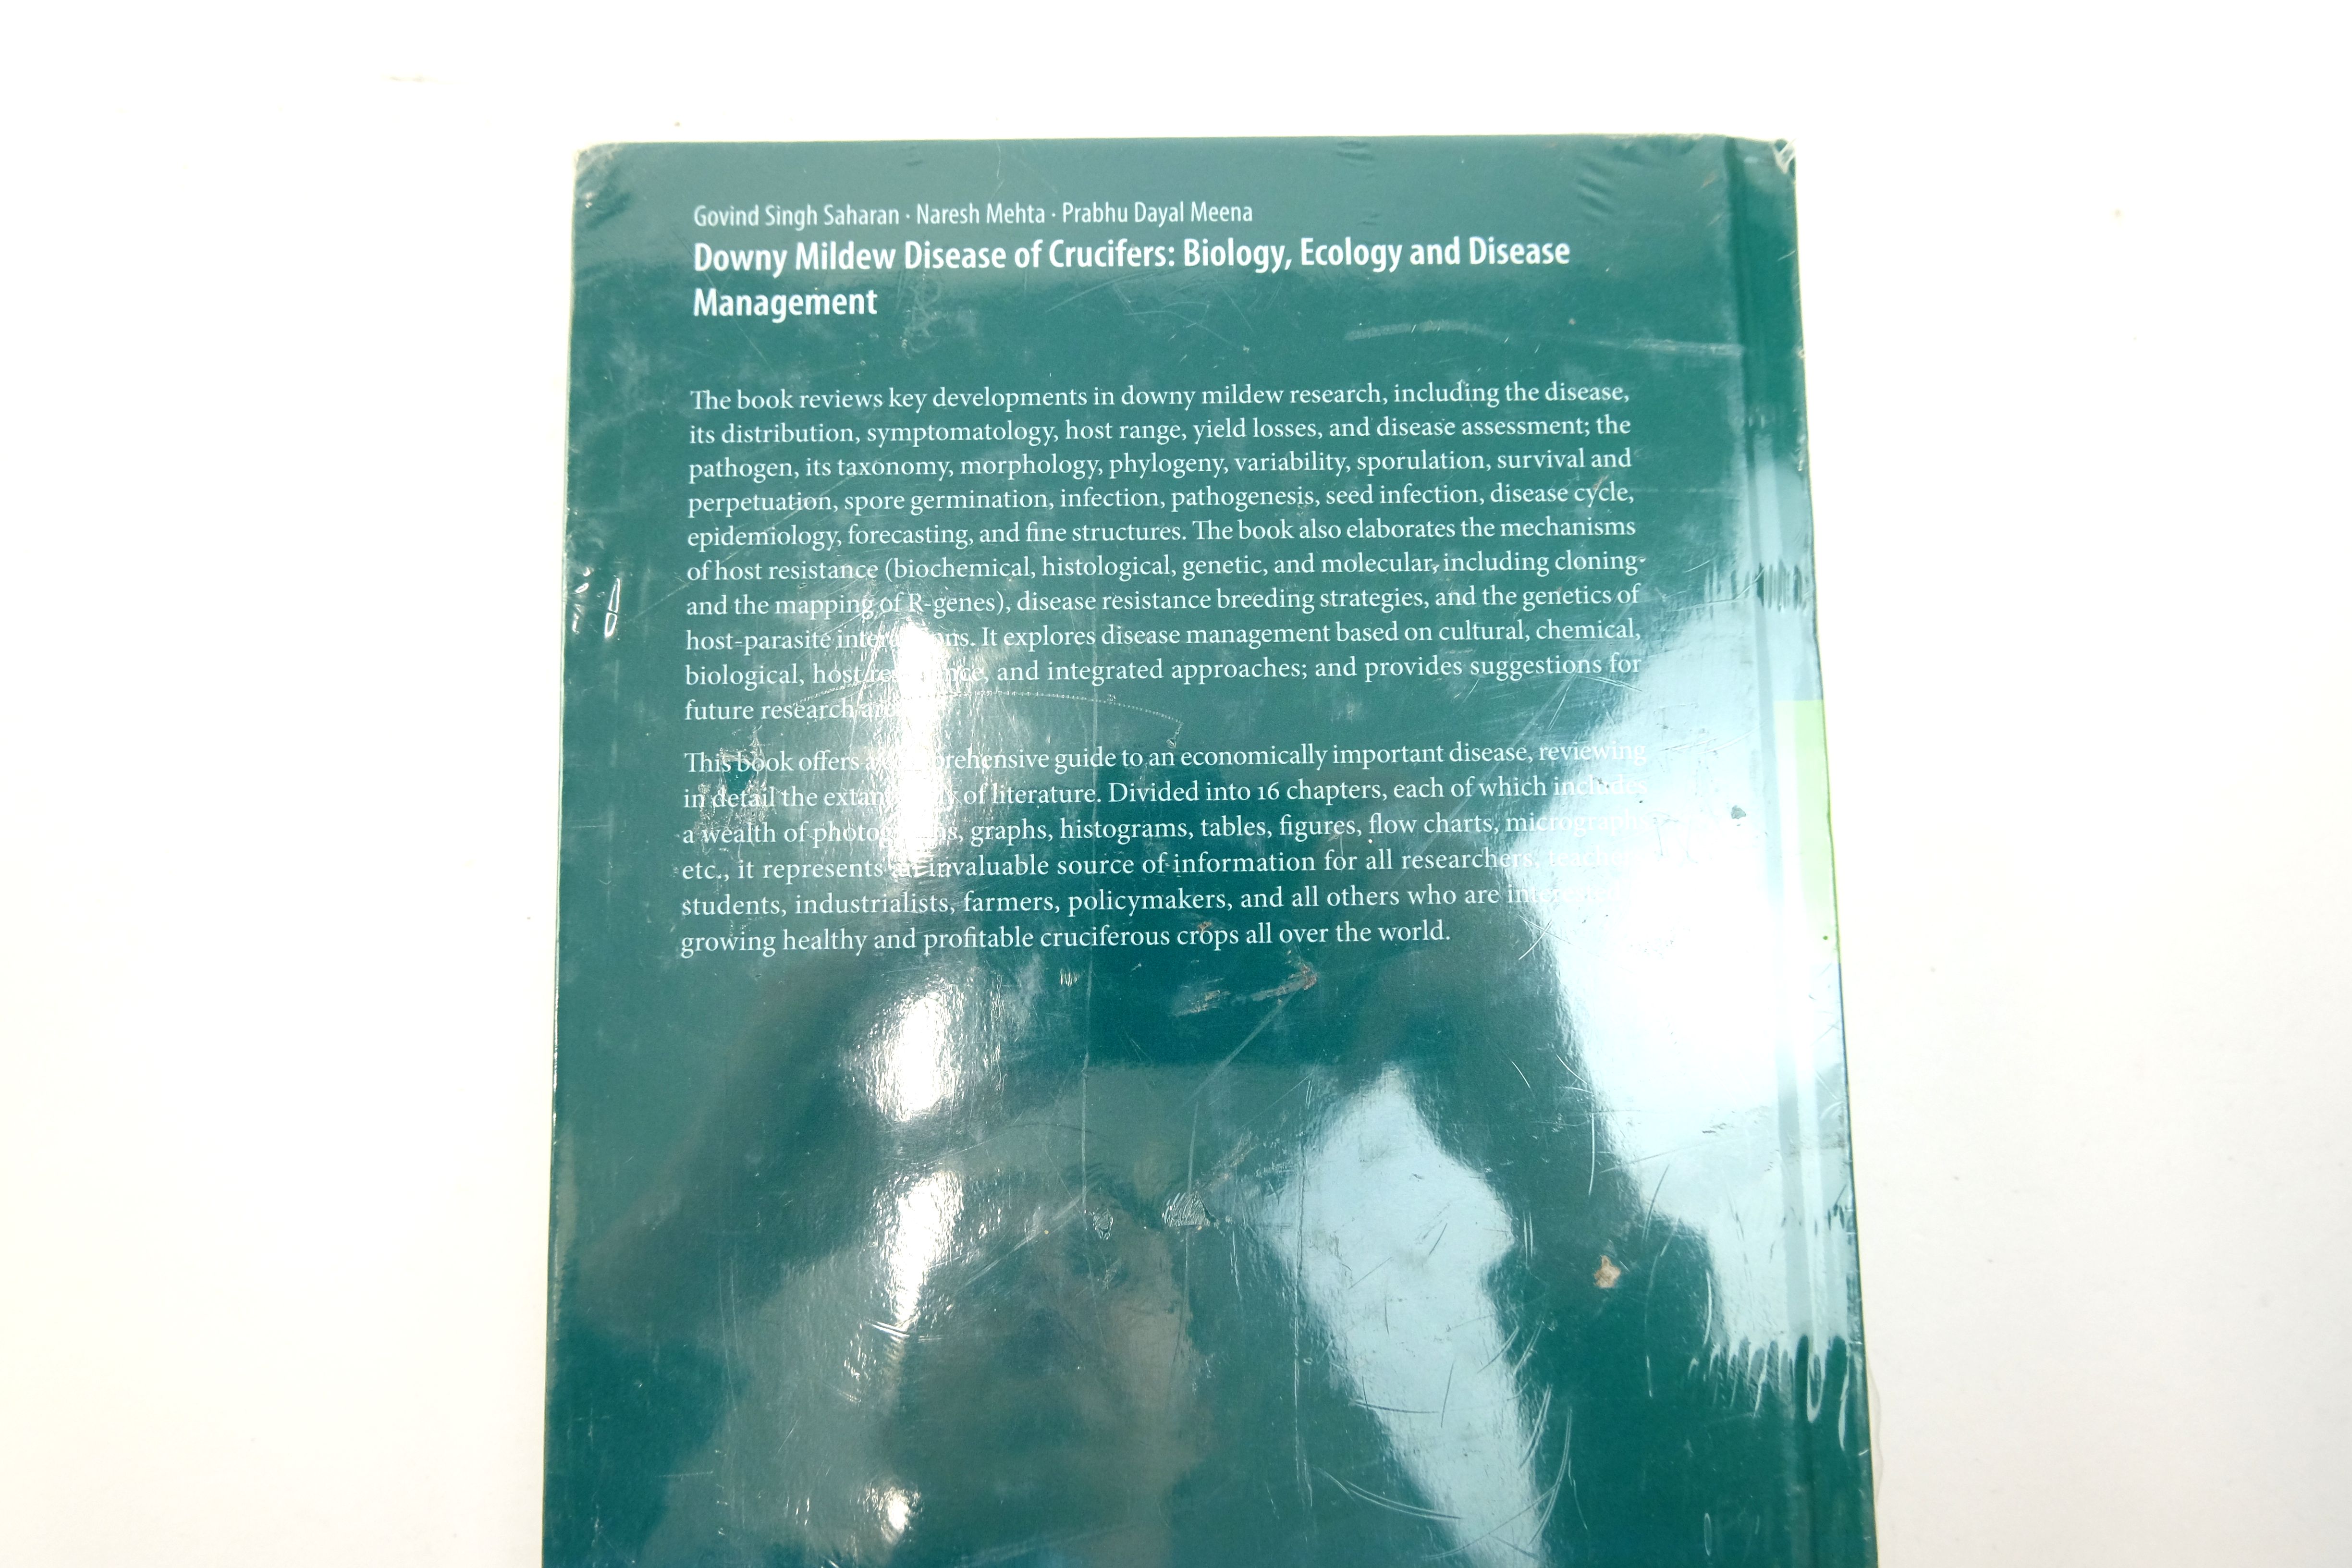 Govind Singh Saharan · Naresh Mehta · Prabhu Dayal Meena
Downy Mildew Disease of Crucifers: Biology, Ecology and Disease
Management
The book reviews key developments in downy mildew research, including the disease,
its distribution, symptomatology, host range, yield losses, and disease assessment; the
pathogen, its taxonomy, morphology, phylogeny, variability, sporulation, survival and
perpetuation, spore germination, infection, pathogenesis, seed infection, disease cycle,
epidemiology, forecasting, and fine structures. The book also elaborates the mechanisms
of host resistance (biochemical, histological, genetic, and molecular, including cloning
and the mapping of R-genes), disease resistance breeding strategies, and the genetics of
host-parasite It explores disease management based on cultural, chemical,
biological, host and integrated approaches; and provides suggestions for
future research
This book offers guide to an economically important disease, reviewing
in detail the of literature. Divided into 16 chapters, each of which includes
a wealth of graphs, histograms, tables, figures, flow charts, micrographs
etc., it represents an invaluable source of information for all researchers,
students, industrialists, farmers, policymakers, and all others who are
growing healthy and profitable cruciferous crops all over the world.